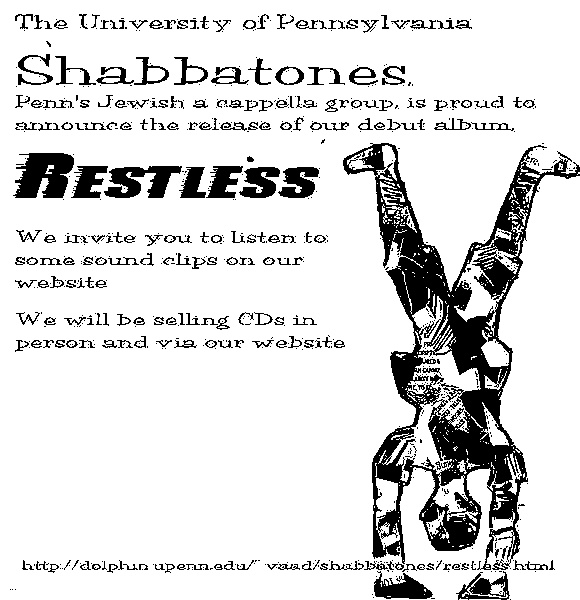 The University of Pennsylvania
Shabbatones,
Penn's Jewish a cappella group, is proud to
announce the release of our debut album,
RESTLESS
We invite you to listen to
some sound clips on our
website
We will be selling CDs in
person and via our website
http://dolphin.upenn.edu/~vaad/shabbatones/restless.html